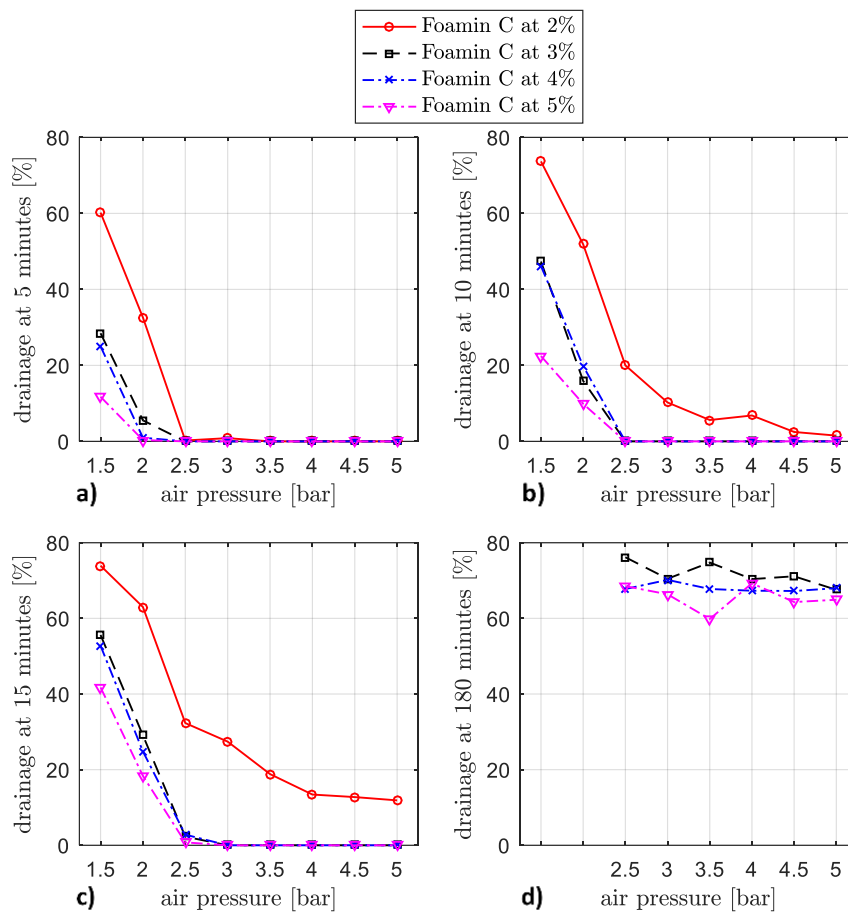 Foamin C at 2%
Foamin C at 3%
Foamin C at 4%
Foamin C at 5%
drainage at 5 minutes [%]
80
60
40
20
0
1.5 2 2.5 3 3.5 4 4.5 5
a) air pressure [bar]
drainage at 10 minutes [%]
80
60
40
20
0
1.5 2 2.5 3 3.5 4 4.5 5
b) air pressure [bar]
drainage at 15 minutes [%]
80
60
40
20
0
1.5 2 2.5 3 3.5 4 4.5 5
c) air pressure [bar]
drainage at 180 minutes [%]
80
60
40
20
0
2.5 3 3.5 4 4.5 5
d) air pressure [bar]